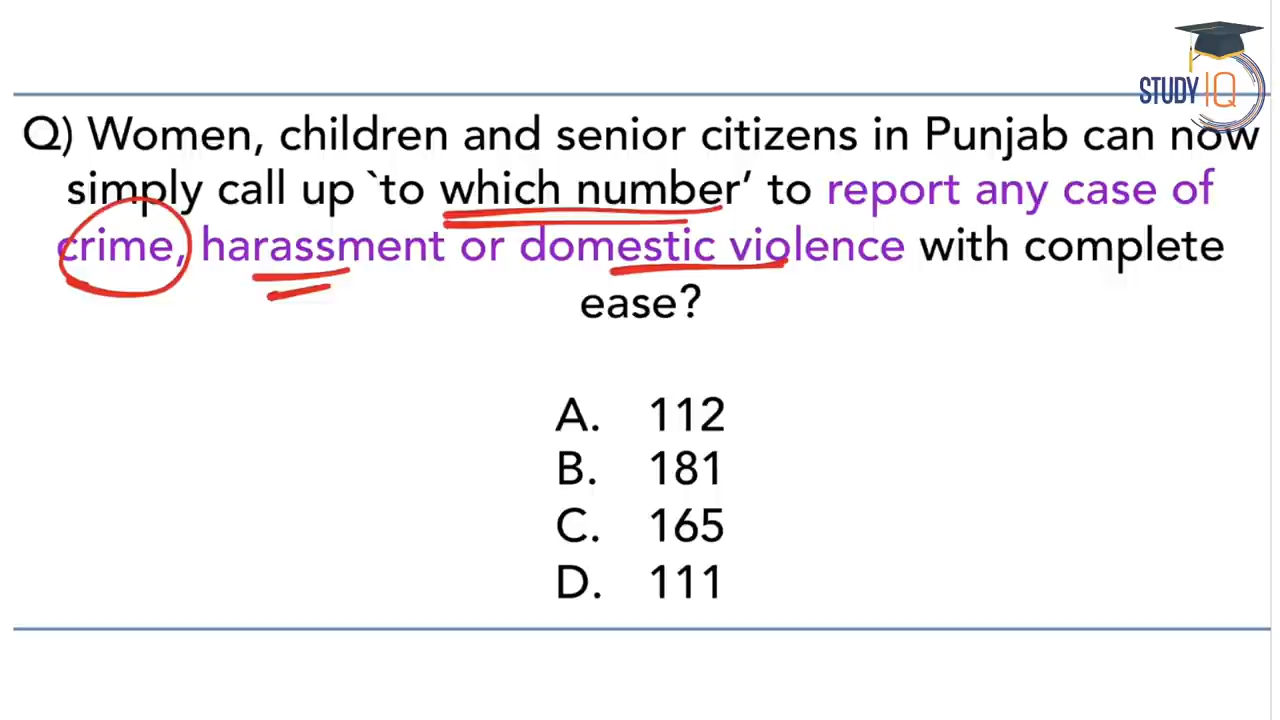 STUDY IQ
Q) Women, children and senior citizens in Punjab can now
simply call up `to which number’ to report any case of
crime, harassment or domestic violence with complete
ease?
A. 112
B. 181
C. 165
D. 111